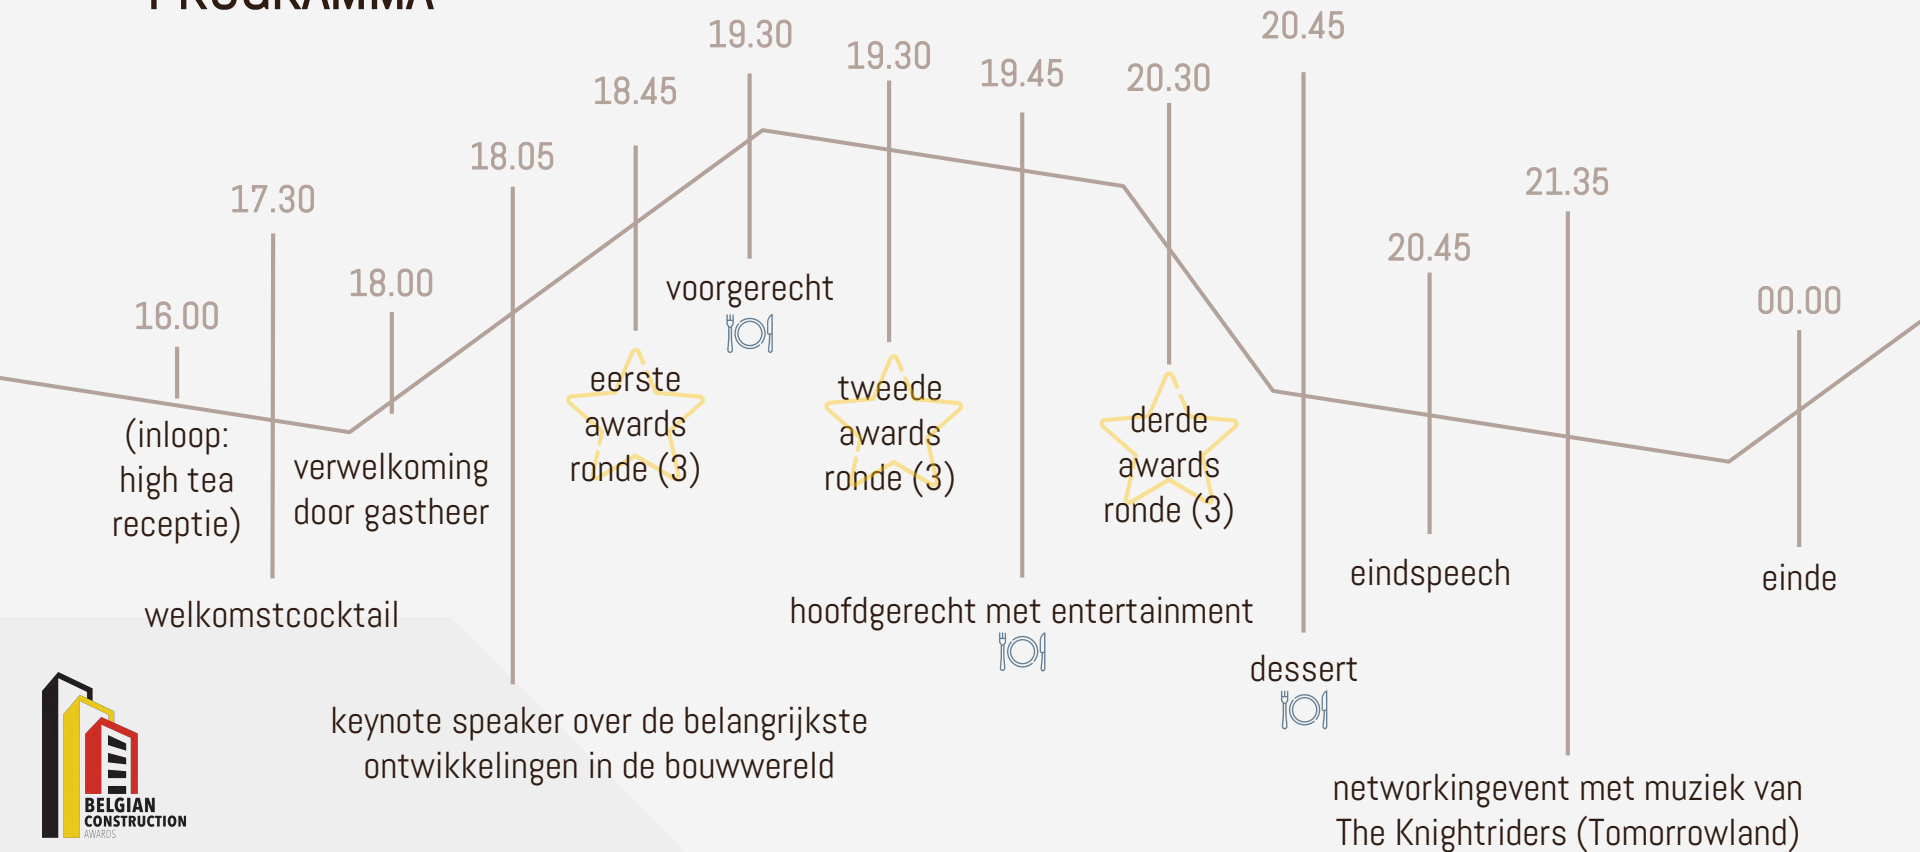 PROGRAMMA
16.00
(inloop:
high tea
receptie)
17.30
welkomstcocktail
18.00
verwelkoming
door gastheer
18.05
keynote speaker over de belangrijkste
ontwikkelingen in de bouwwereld
18.45
eerste
awards
ronde (3)
19.30
voorgerecht
19.30
tweede
awards
ronde (3)
19.45
hoofdgerecht met entertainment
20.30
derde
awards
ronde (3)
20.45
dessert
20.45
eindspeech
21.35
networkingevent met muziek van
The Knightriders (Tomorrowland)
00.00
einde
BELGIAN
CONSTRUCTION
AWARDS